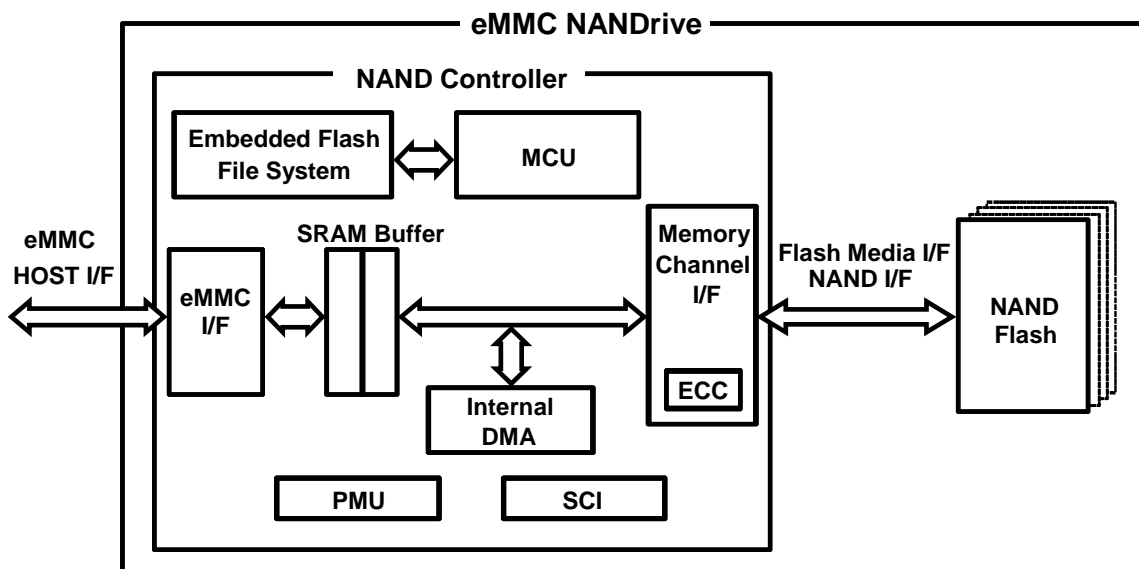 eMMC NANDrive
NAND Controller
Embedded Flash
File System
MCU
eMMC
HOST I/F
eMMC
I/F
SRAM Buffer
Memory
Channel
I/F
ECC
Flash Media I/F
NAND I/F
NAND
Flash
Internal
DMA
PMU
SCI